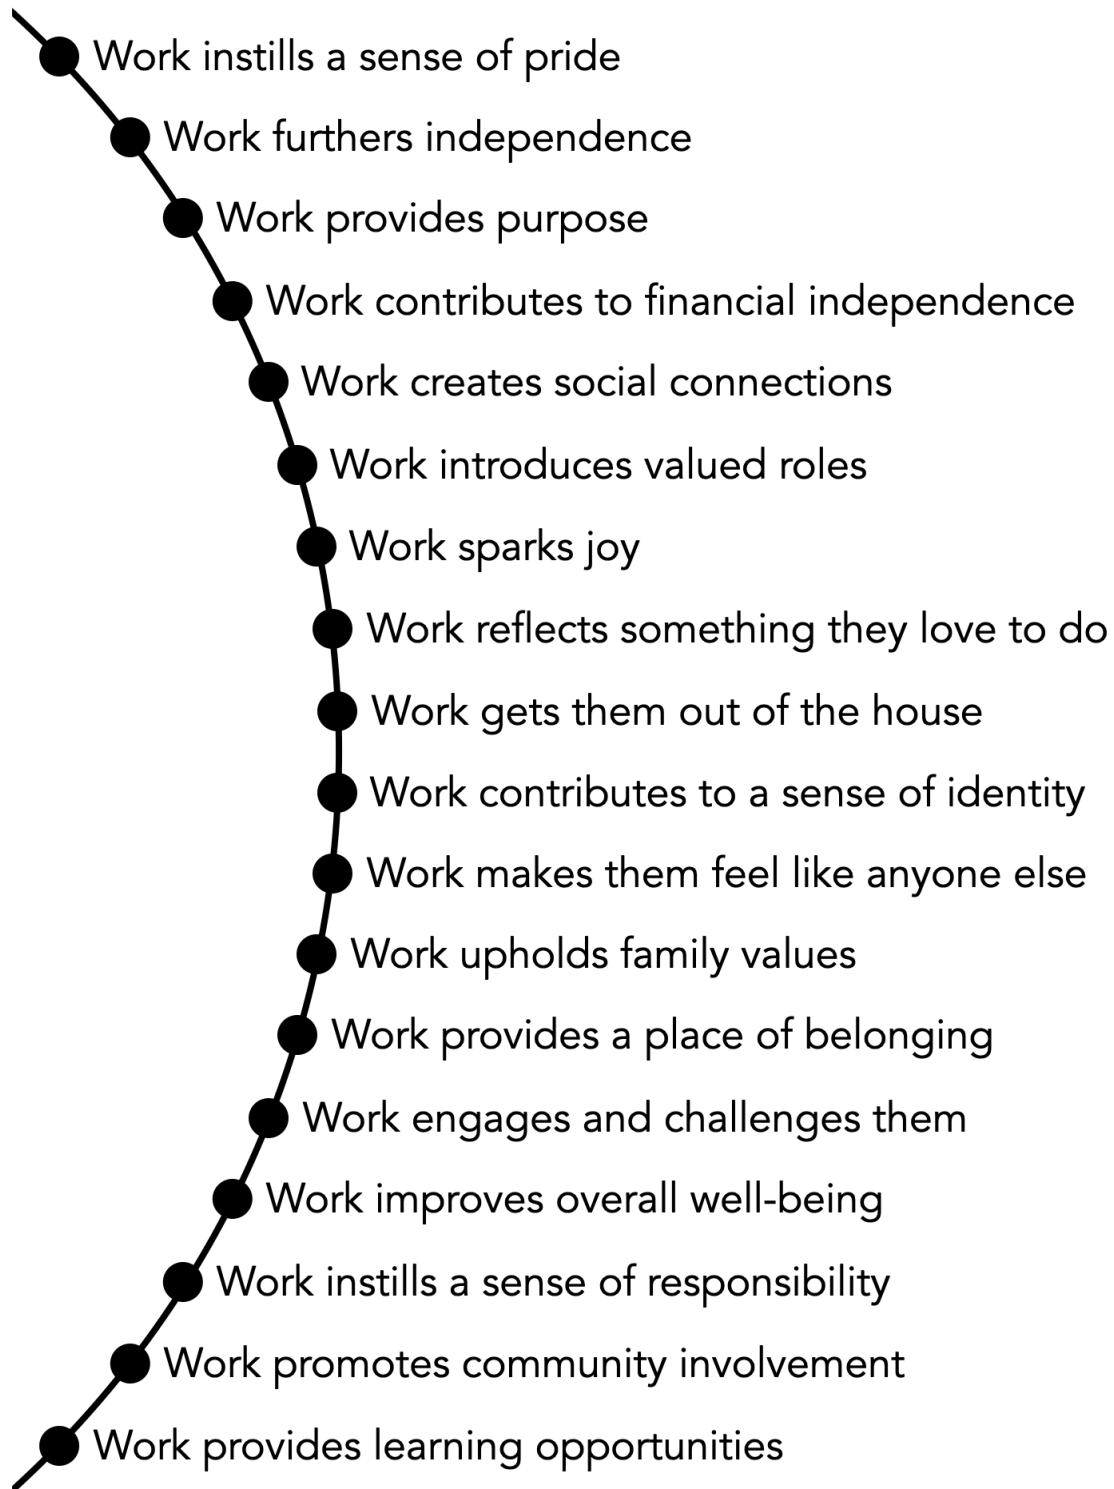 Work instills a sense of pride
Work furthers independence
Work provides purpose
Work contributes to financial independence
Work creates social connections
Work introduces valued roles
Work sparks joy
Work reflects something they love to do
Work gets them out of the house
Work contributes to a sense of identity
Work makes them feel like anyone else
Work upholds family values
Work provides a place of belonging
Work engages and challenges them
Work improves overall well-being
Work instills a sense of responsibility
Work promotes community involvement
Work provides learning opportunities